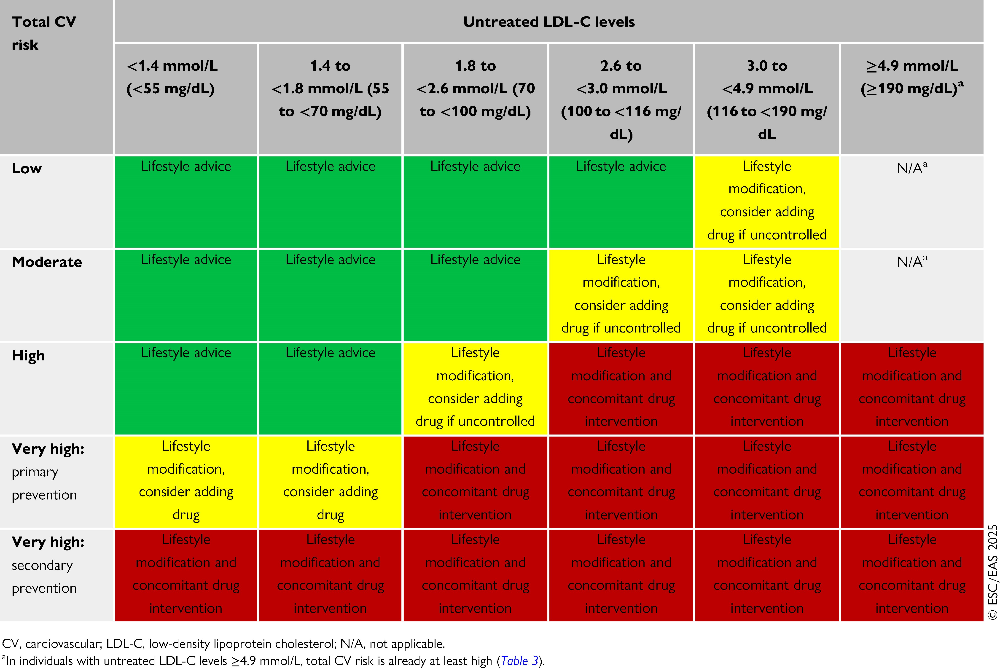 Total CV
risk
Untreated LDL-C levels
<1.4 mmol/L
(<55 mg/dL)
1.4 to
<1.8 mmol/L (55
to <70 mg/dL)
1.8 to
<2.6 mmol/L (70
to <100 mg/dL)
2.6 to
<3.0 mmol/L
(100 to <116 mg/
dL)
3.0 to
<4.9 mmol/L
(116 to <190 mg/
dL
≥4.9 mmol/L
(≥190 mg/dL)a
Low
Lifestyle advice
Lifestyle advice
Lifestyle advice
Lifestyle advice
Lifestyle
modification,
consider adding
drug if uncontrolled
N/Aa
Moderate
Lifestyle advice
Lifestyle advice
Lifestyle advice
Lifestyle
modification,
consider adding
drug if uncontrolled
Lifestyle
modification,
consider adding
drug if uncontrolled
N/Aa
High
Lifestyle advice
Lifestyle advice
Lifestyle
modification,
consider adding
drug if uncontrolled
Lifestyle
modification and
concomitant drug
intervention
Lifestyle
modification and
concomitant drug
intervention
Lifestyle
modification and
concomitant drug
intervention
Very high:
primary
prevention
Lifestyle
modification,
consider adding
drug
Lifestyle
modification,
consider adding
drug
Lifestyle
modification and
concomitant drug
intervention
Lifestyle
modification and
concomitant drug
intervention
Lifestyle
modification and
concomitant drug
intervention
Lifestyle
modification and
concomitant drug
intervention
Very high:
secondary
prevention
Lifestyle
modification and
concomitant drug
intervention
Lifestyle
modification and
concomitant drug
intervention
Lifestyle
modification and
concomitant drug
intervention
Lifestyle
modification and
concomitant drug
intervention
Lifestyle
modification and
concomitant drug
intervention
Lifestyle
modification and
concomitant drug
intervention
© ESC/EAS 2025
CV, cardiovascular; LDL-C, low-density lipoprotein cholesterol; N/A, not applicable.
aIn individuals with untreated LDL-C levels ≥4.9 mmol/L, total CV risk is already at least high (Table 3).